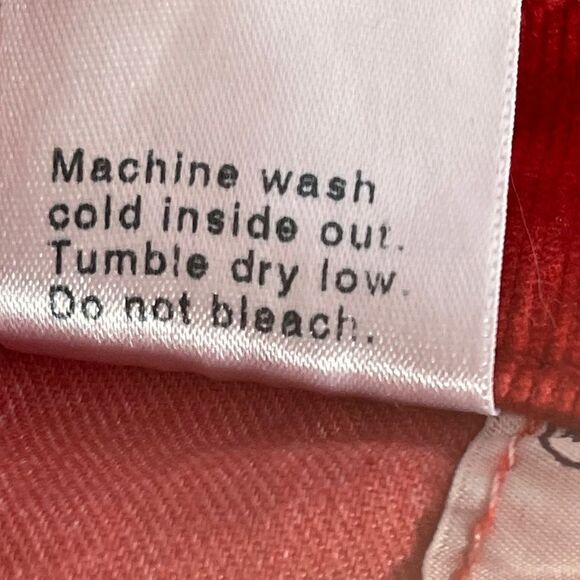 Machine wash
cold inside out.
Tumble dry low.
Do not bleach.